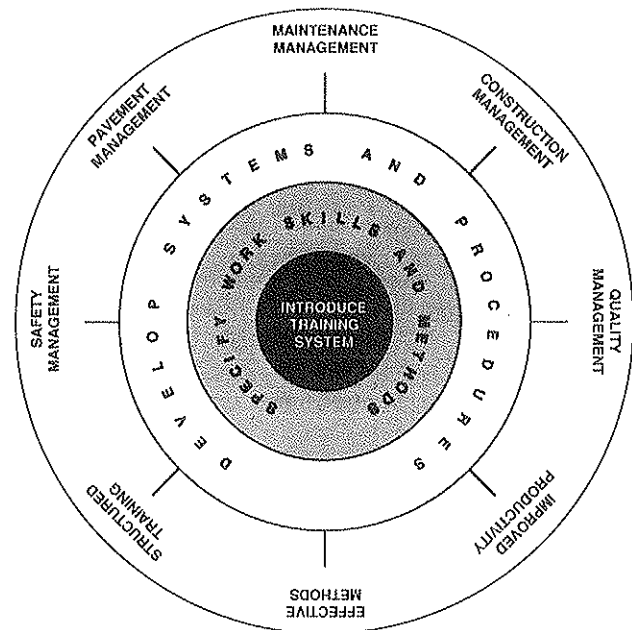 MAINTENANCE
MANAGEMENT
CONSTRUCTION
MANAGEMENT
QUALITY
MANAGEMENT
IMPROVED
PRODUCTIVITY
EFFECTIVE
METHODS
STRUCTURED
TRAINING
SAFETY
MANAGEMENT
PAVEMENT
MANAGEMENT
DEVELOP SYSTEMS AND PROCEDURES
SPECIFY WORK SKILLS AND METHODS
INTRODUCE
TRAINING
SYSTEM